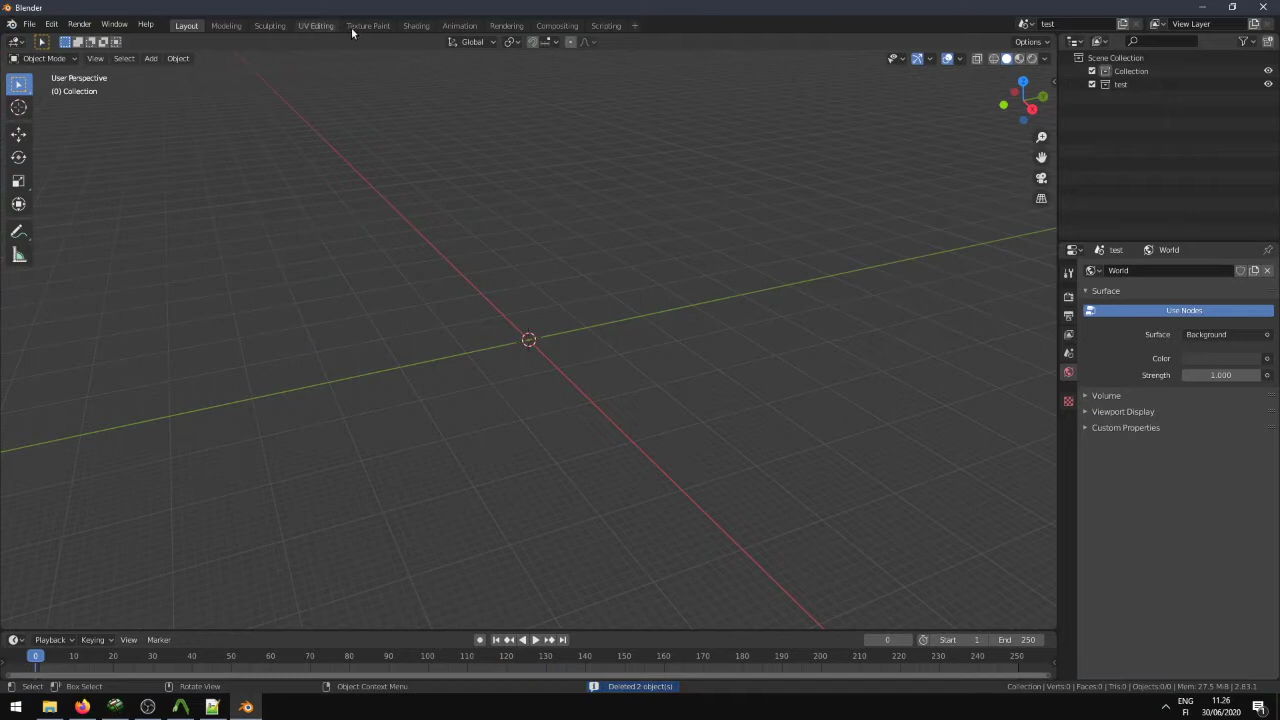 Blender
File Edit Render Window Help Layout Modeling Sculpting UV Editing Texture Paint Shading Animation Rendering Compositing Scripting + test View Layer
Global Options
Object Mode View Select Add Object
User Perspective
(0) Collection
Scene Collection
Collection
test
test World
World
Surface
Use Nodes
Surface Background
Color
Strength 1.000
Volume
Viewport Display
Custom Properties
Playback Keying View Marker 0 Start 1 End 250
0 10 20 30 40 50 60 70 80 90 100 110 120 130 140 150 160 170 180 190 200 210 220 230 240 250
Select Box Select Rotate View Object Context Menu Deleted 2 object(s) Collection | Verts:0 | Faces:0 | Tris:0 | Objects:0/0 | Mem: 27.5 MiB | 2.83.1
ENG 11.26
FI 30/06/2020